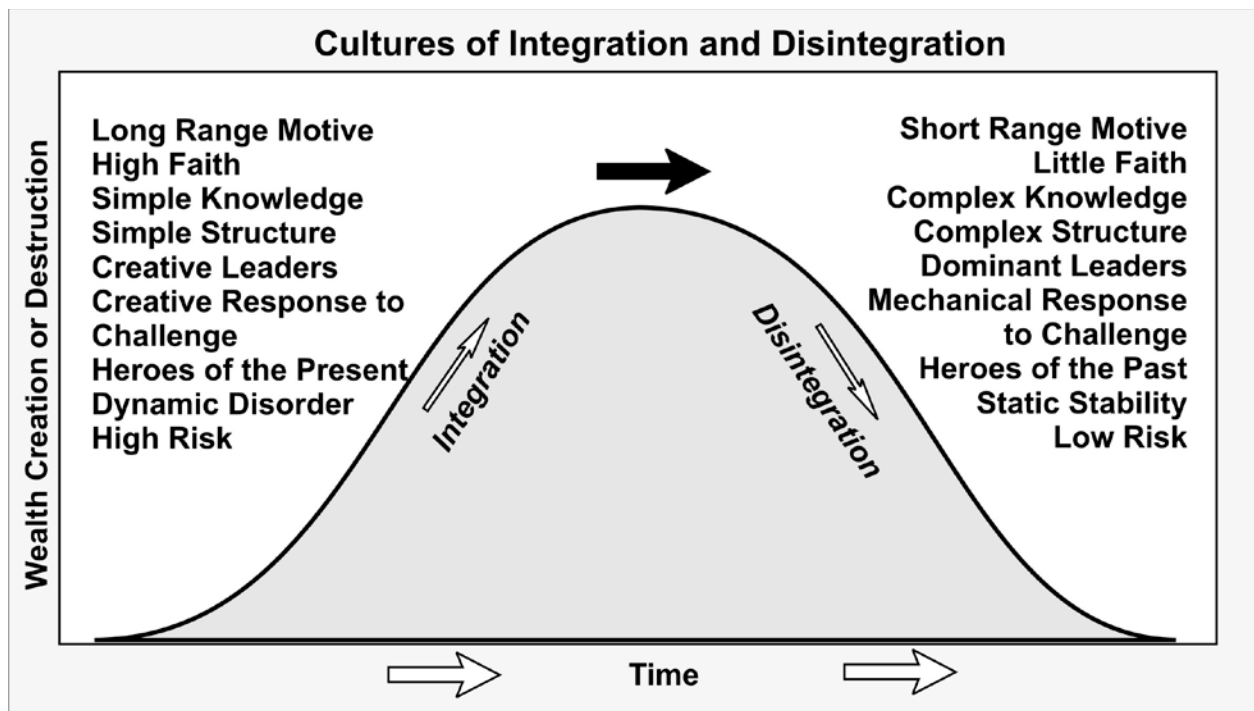 Cultures of Integration and Disintegration
Wealth Creation or Destruction
Long Range Motive
High Faith
Simple Knowledge
Simple Structure
Creative Leaders
Creative Response to
Challenge
Heroes of the Present
Dynamic Disorder
High Risk
Integration
Disintegration
Short Range Motive
Little Faith
Complex Knowledge
Complex Structure
Dominant Leaders
Mechanical Response
to Challenge
Heroes of the Past
Static Stability
Low Risk
Time